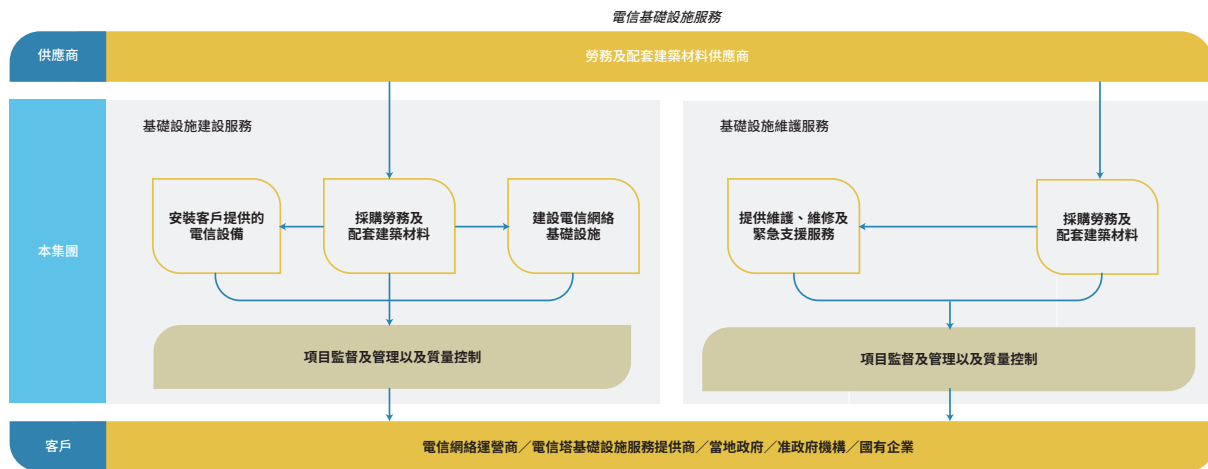 電信基礎設施服務
供應商
勞務及配套建築材料供應商
本集團
基礎設施建設服務
安裝客戶提供的
電信設備
採購勞務及
配套建築材料
建設電信網絡
基礎設施
項目監督及管理以及質量控制
基礎設施維護服務
提供維護、維修及
緊急支援服務
採購勞務及
配套建築材料
項目監督及管理以及質量控制
客戶
電信網絡運營商／電信塔基礎設施服務提供商／當地政府／准政府機構／國有企業